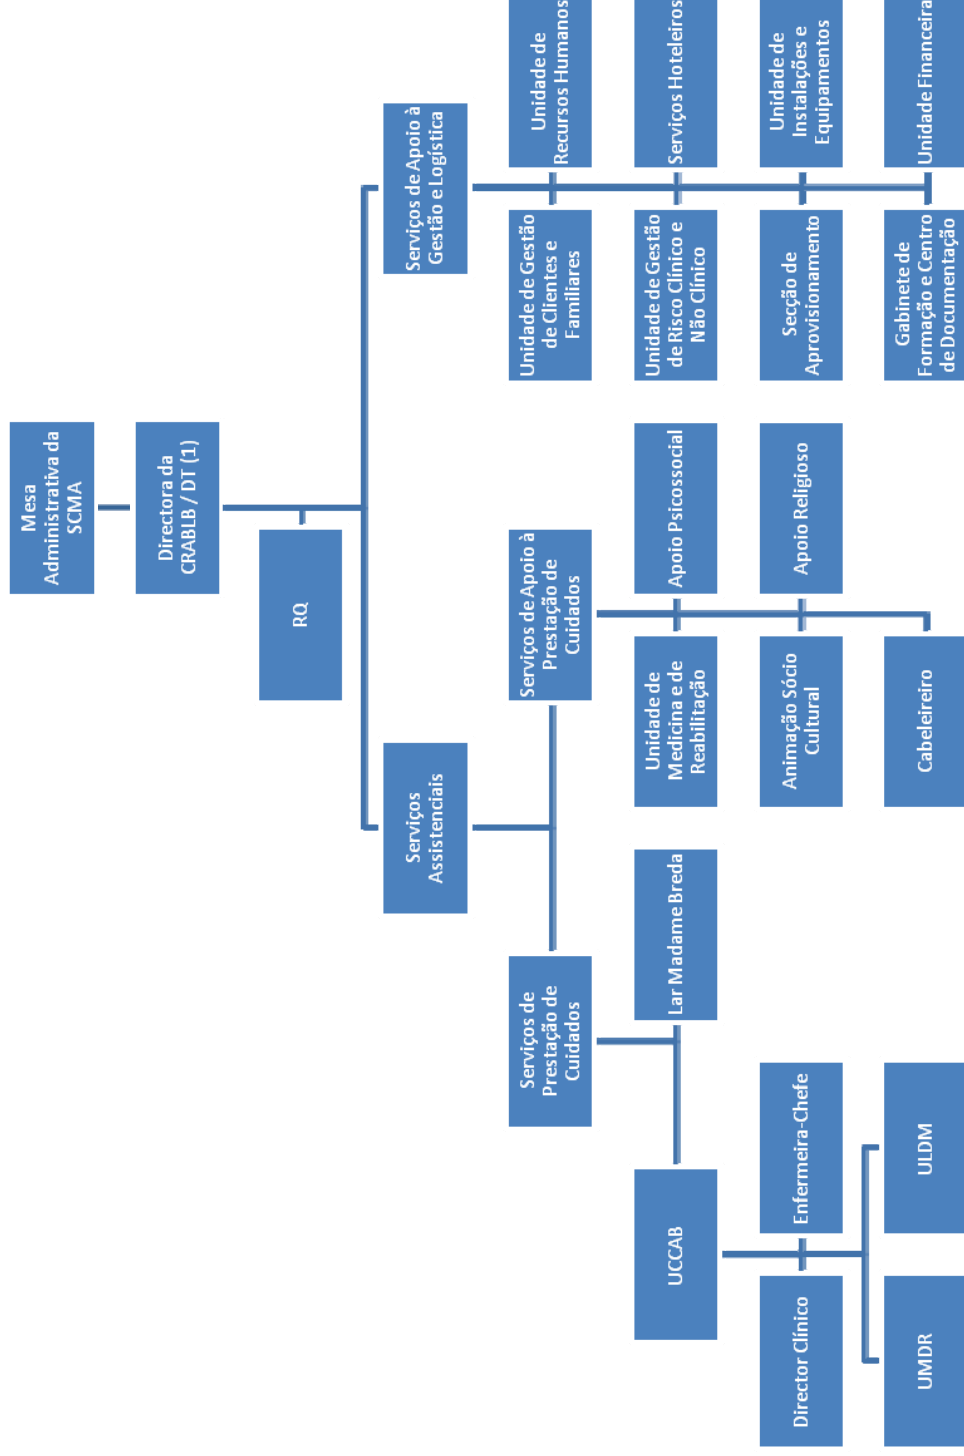 Mesa
Administrativa da
SCMA
Directora da
CRABLB / DT (1)
RQ
Serviços
Assistenciais
Serviços de Apoio à
Gestão e Logística
Serviços de
Prestação de
Cuidados
Serviços de Apoio à
Prestação de
Cuidados
Unidade de Gestão
de Clientes e
Familiares
Unidade de
Recursos Humanos
UCCAB
Lar Madame Breda
Unidade de
Medicina e de
Reabilitação
Apoio Psicossocial
Unidade de Gestão
de Risco Clínico e
Não Clínico
Serviços Hoteleiros
Director Clínico
Enfermeira-Chefe
Animação Sócio
Cultural
Apoio Religioso
Secção de
Aprovisionamento
Unidade de
Instalações e
Equipamentos
UMDR
ULDM
Cabeleireiro
Gabinete de
Formação e Centro
de Documentação
Unidade Financeira